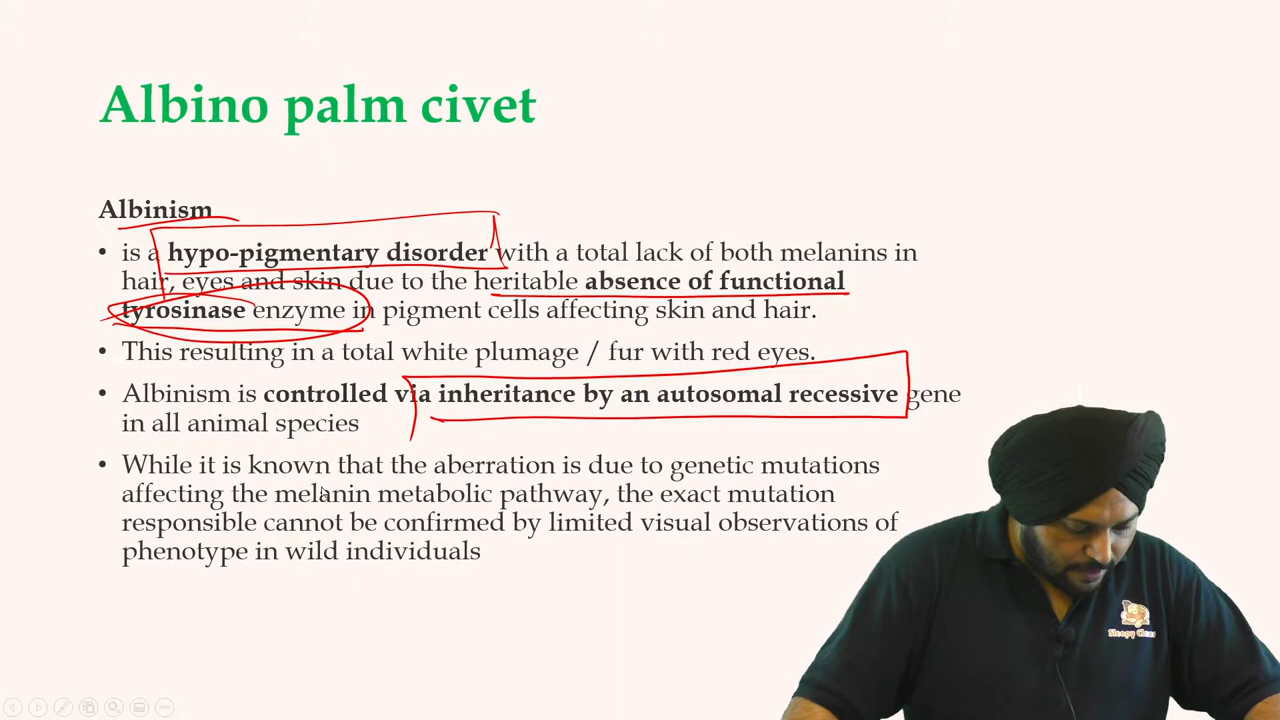 Albino palm civet
Albinism
• is a hypo-pigmentary disorder with a total lack of both melanins in
hair, eyes and skin due to the heritable absence of functional
tyrosinase enzyme in pigment cells affecting skin and hair.
• This resulting in a total white plumage / fur with red eyes.
• Albinism is controlled via inheritance by an autosomal recessive gene
in all animal species
• While it is known that the aberration is due to genetic mutations
affecting the melanin metabolic pathway, the exact mutation
responsible cannot be confirmed by limited visual observations of
phenotype in wild individuals
Sleepy